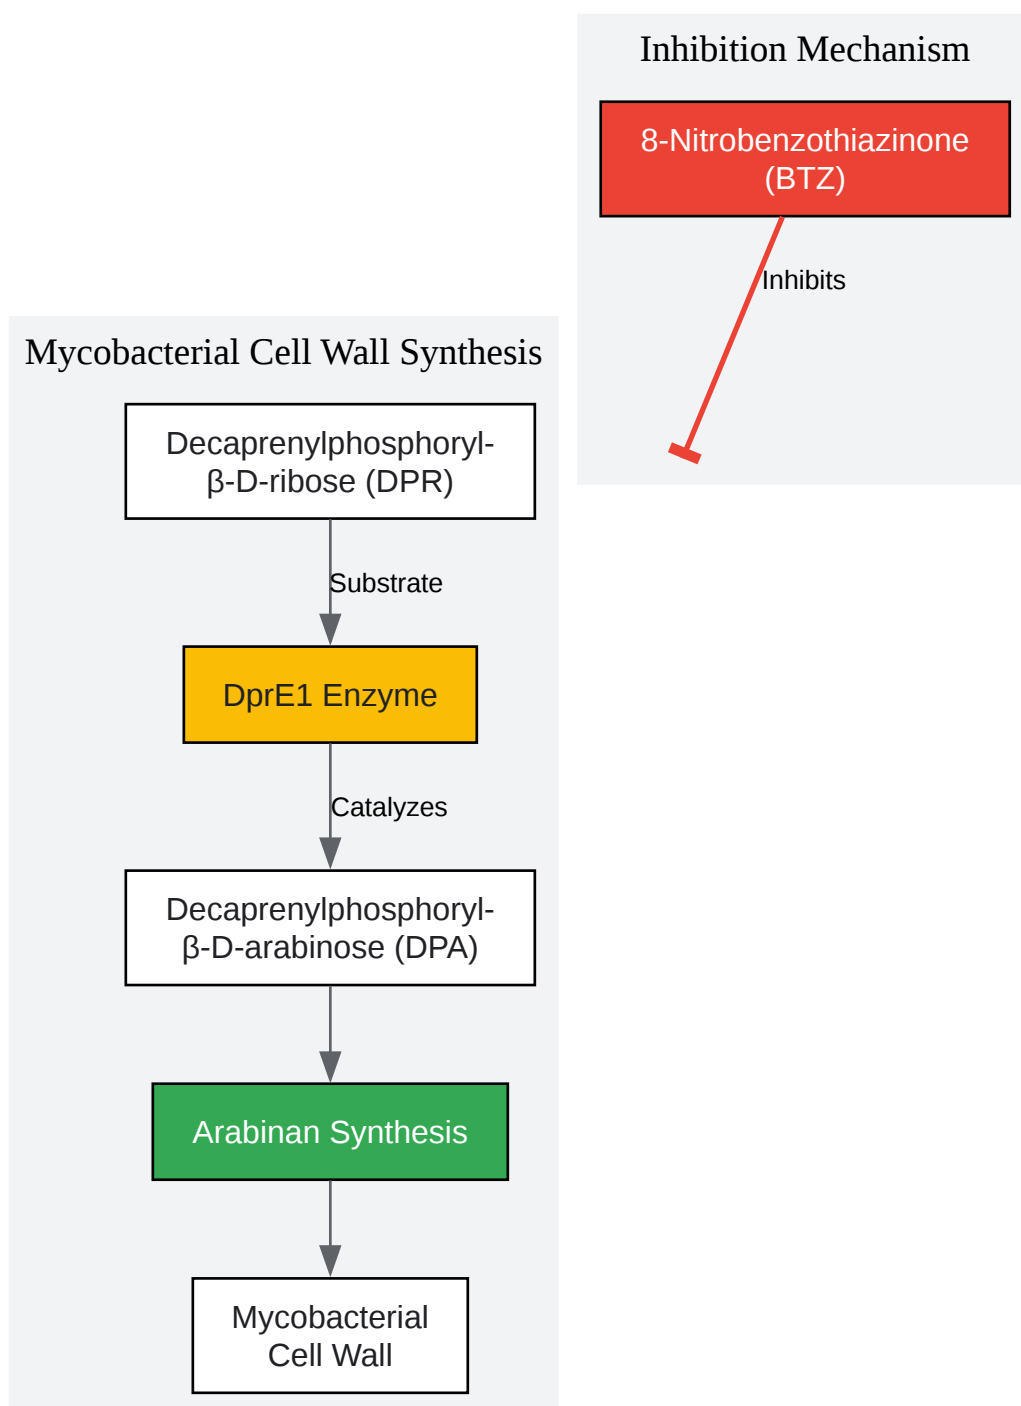 Inhibition Mechanism
8-Nitrobenzothiazinone
(BTZ)
Inhibits
Mycobacterial Cell Wall Synthesis
Decaprenylphosphoryl-
β-D-ribose (DPR)
Substrate
DprE1 Enzyme
Catalyzes
Decaprenylphosphoryl-
β-D-arabinose (DPA)
Arabinan Synthesis
Mycobacterial
Cell Wall